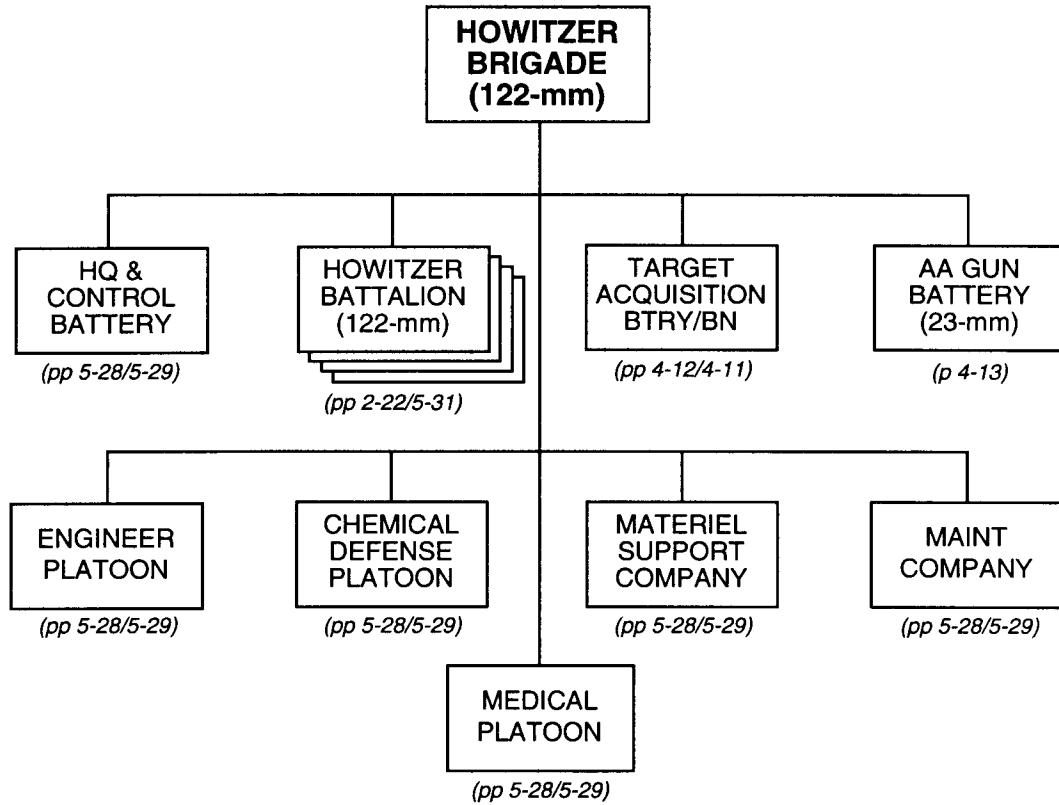 HOWITZER
BRIGADE
(122-mm)
HQ &
CONTROL
BATTERY
(pp 5-28/5-29)
HOWITZER
BATTALION
(122-mm)
(pp 2-22/5-31)
TARGET
ACQUISITION
BTRY/BN
(pp 4-12/4-11)
AA GUN
BATTERY
(23-mm)
(p 4-13)
ENGINEER
PLATOON
(pp 5-28/5-29)
CHEMICAL
DEFENSE
PLATOON
(pp 5-28/5-29)
MATERIEL
SUPPORT
COMPANY
(pp 5-28/5-29)
MAINT
COMPANY
(pp 5-28/5-29)
MEDICAL
PLATOON
(pp 5-28/5-29)